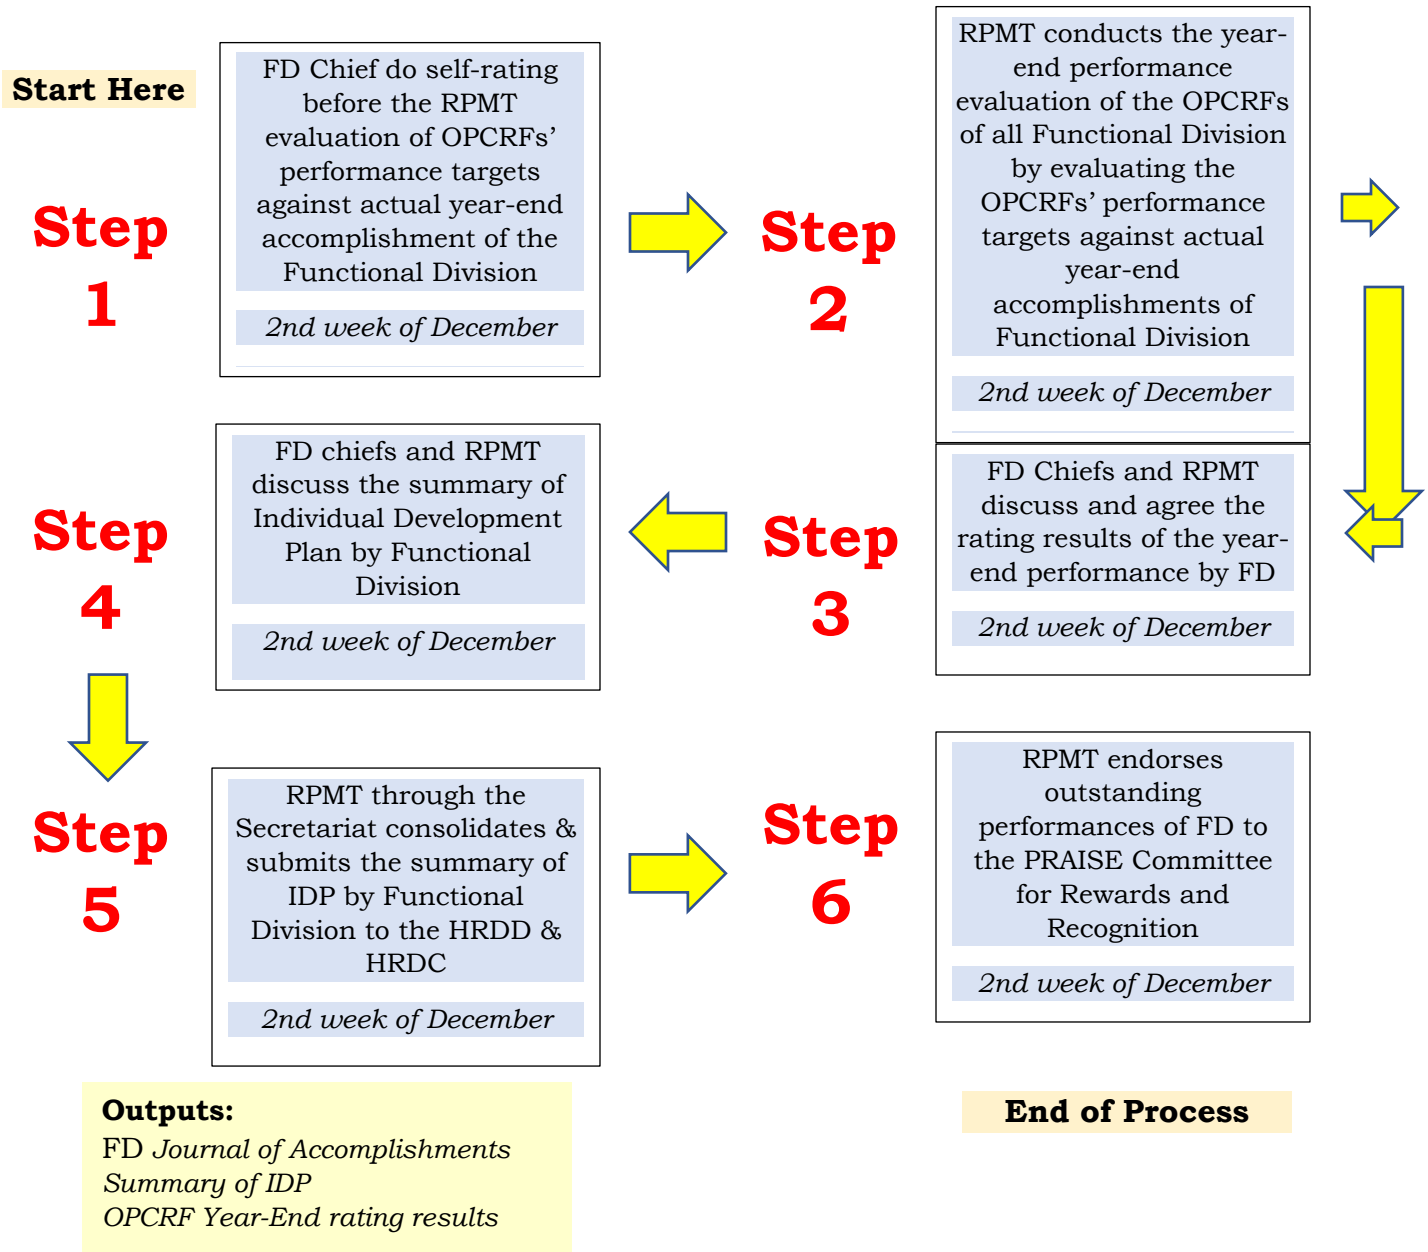 Start Here
Step
1
FD Chief do self-rating
before the RPMT
evaluation of OPCRFs’
performance targets
against actual year-end
accomplishment of the
Functional Division
2nd week of December
Step
2
RPMT conducts the year-
end performance
evaluation of the OPCRFs
of all Functional Division
by evaluating the
OPCRFs’ performance
targets against actual
year-end
accomplishments of
Functional Division
2nd week of December
Step
3
FD Chiefs and RPMT
discuss and agree the
rating results of the year-
end performance by FD
2nd week of December
Step
4
FD chiefs and RPMT
discuss the summary of
Individual Development
Plan by Functional
Division
2nd week of December
Step
5
RPMT through the
Secretariat consolidates &
submits the summary of
IDP by Functional
Division to the HRDD &
HRDC
2nd week of December
Step
6
RPMT endorses
outstanding
performances of FD to
the PRAISE Committee
for Rewards and
Recognition
2nd week of December
Outputs:
FD Journal of Accomplishments
Summary of IDP
OPCRF Year-End rating results
End of Process